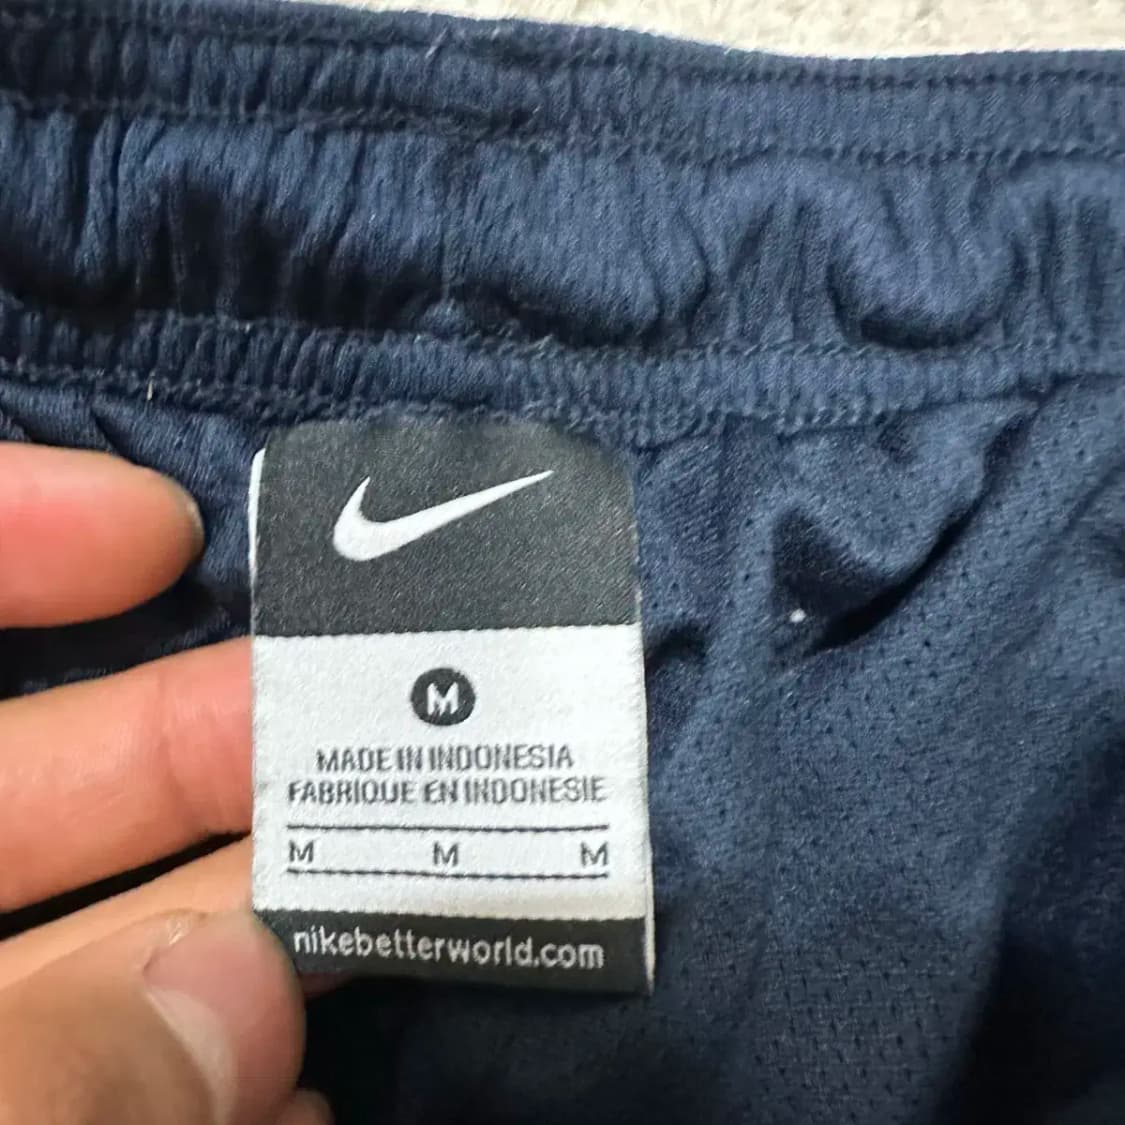 M
MADE IN INDONESIA
FABRIQUE EN INDONESIE
M M M
nikebetterworld.com